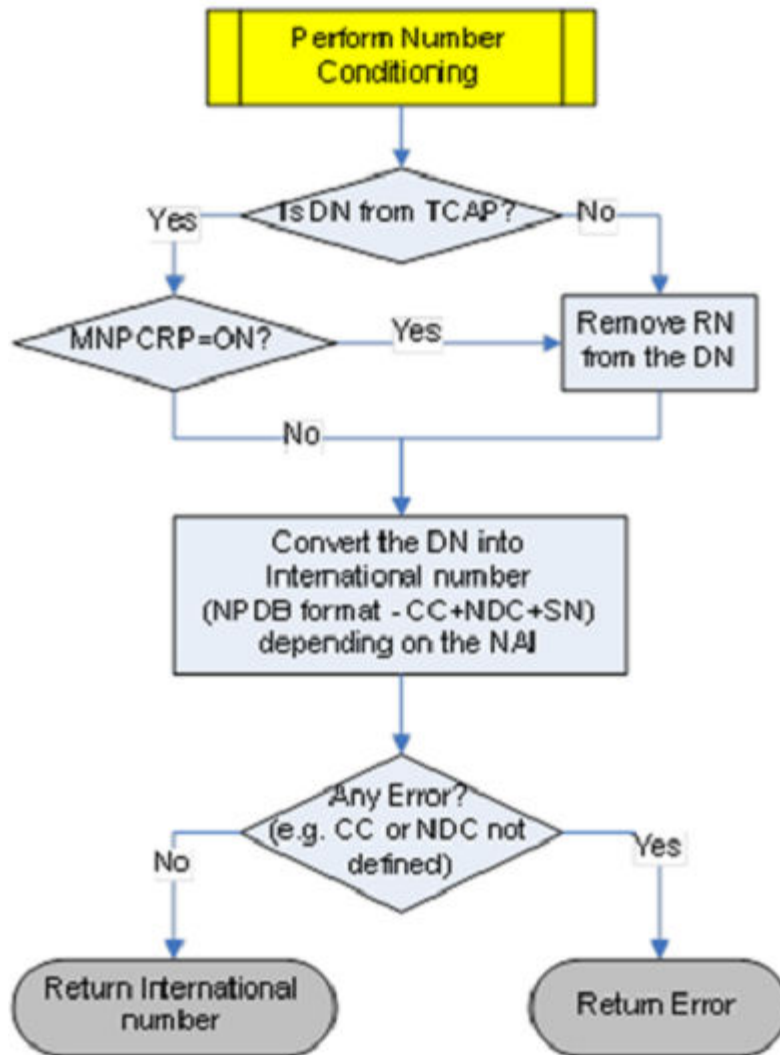 Perform Number
Conditioning
Is DN from TCAP?
Yes
No
MNPCRP=ON?
Yes
Remove RN
from the DN
No
Convert the DN into
International number
(NPDB format - CC+NDC+SN)
depending on the NAI
Any Error?
(e.g. CC or NDC not
defined)
No
Yes
Return International
number
Return Error